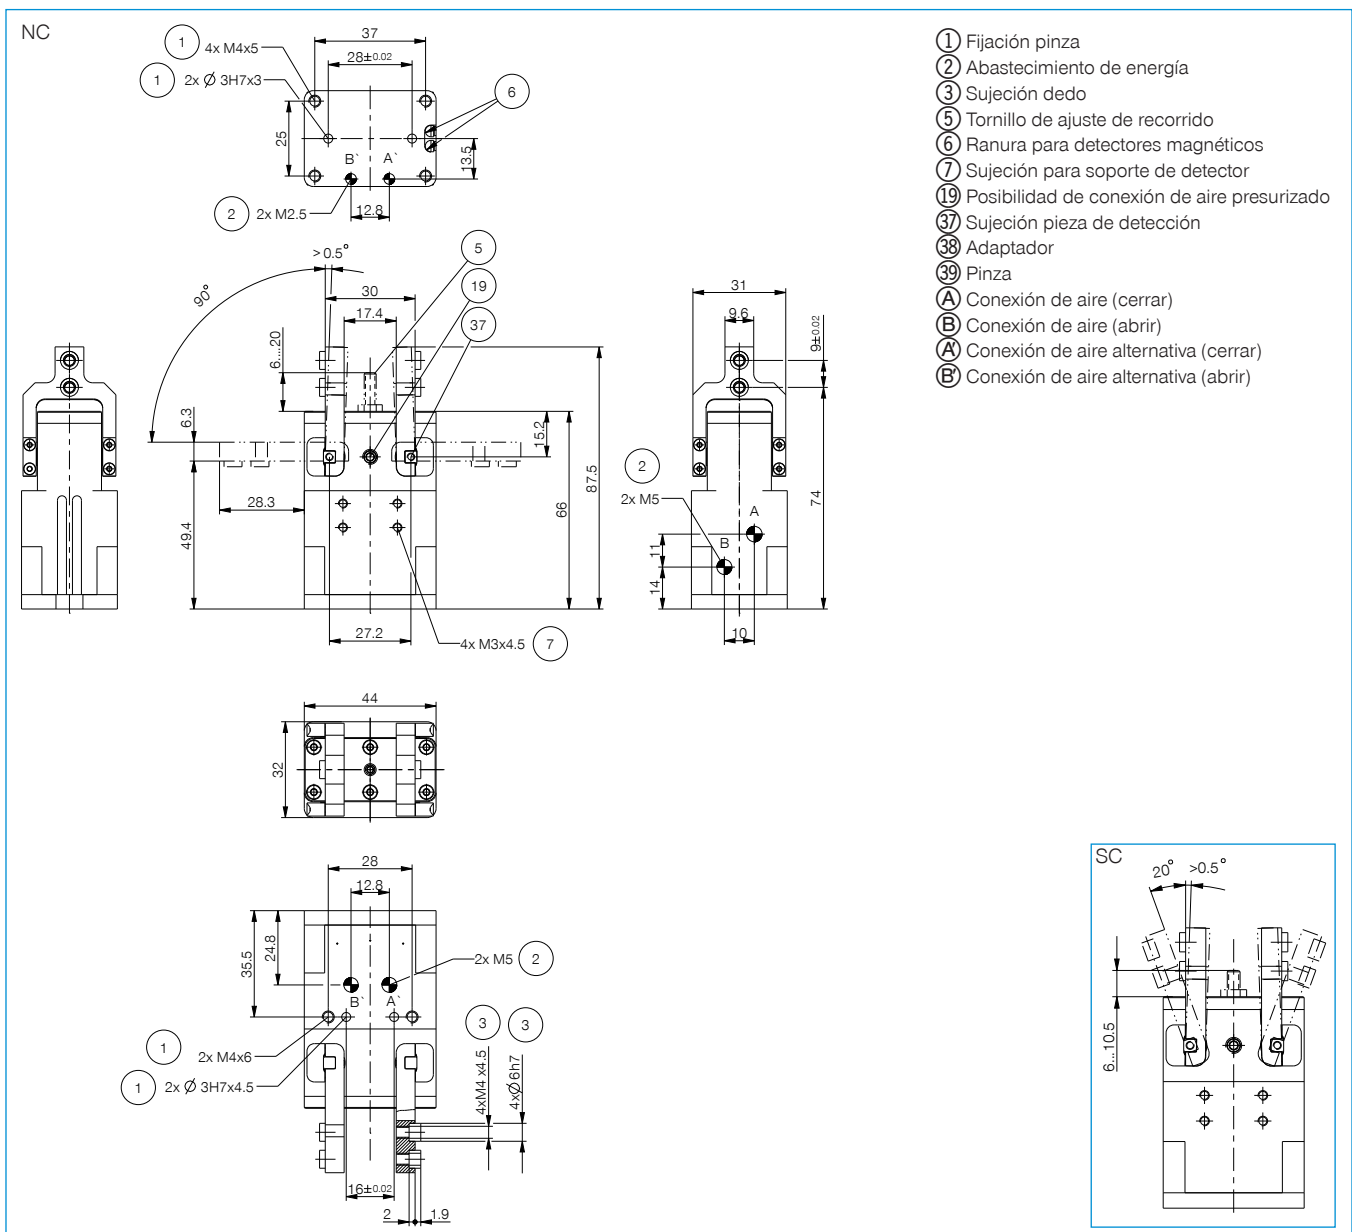 NC
37
1 4x M4x5
28±0.02
1 2x Ø 3H7x3
6
25
B` A`
13.5
2 2x M2.5
12.8
>0.5°
5
90°
30
19
17.4
37
6....20
6.3
15.2
28.3
49.4
66
87.5
27.2
4x M3x4.5 7
31
9.6
9±0.02
2
2x M5
A
B
11
14
74
10
44
32
28
12.8
24.8
35.5
2x M5 2
B` A`
3 3
1 2x M4x6
1 2x Ø 3H7x4.5
4xM4 x4.5
4xØ6h7
16±0.02
2 1.9
1 Fijación pinza
2 Abastecimiento de energía
3 Sujeción dedo
5 Tornillo de ajuste de recorrido
6 Ranura para detectores magnéticos
7 Sujeción para soporte de detector
19 Posibilidad de conexión de aire presurizado
37 Sujeción pieza de detección
38 Adaptador
39 Pinza
A Conexión de aire (cerrar)
B Conexión de aire (abrir)
A' Conexión de aire alternativa (cerrar)
B' Conexión de aire alternativa (abrir)
SC
20° >0.5°
6...10.5